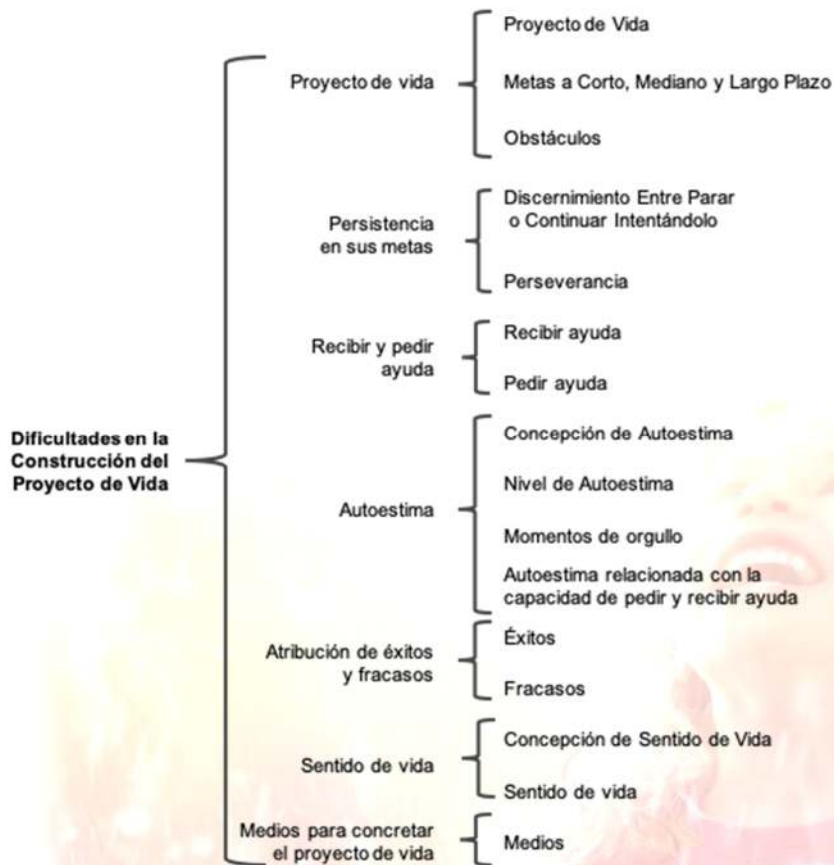 Dificultades en la
Construcción del
Proyecto de Vida
Proyecto de vida
Proyecto de Vida
Metas a Corto, Mediano y Largo Plazo
Obstáculos
Persistencia
en sus metas
Discernimiento Entre Parar
o Continuar Intentándolo
Perseverancia
Recibir y pedir
ayuda
Recibir ayuda
Pedir ayuda
Autoestima
Concepción de Autoestima
Nivel de Autoestima
Momentos de orgullo
Autoestima relacionada con la
capacidad de pedir y recibir ayuda
Atribución de éxitos
y fracasos
Éxitos
Fracasos
Sentido de vida
Concepción de Sentido de Vida
Sentido de vida
Medios para concretar
el proyecto de vida
Medios